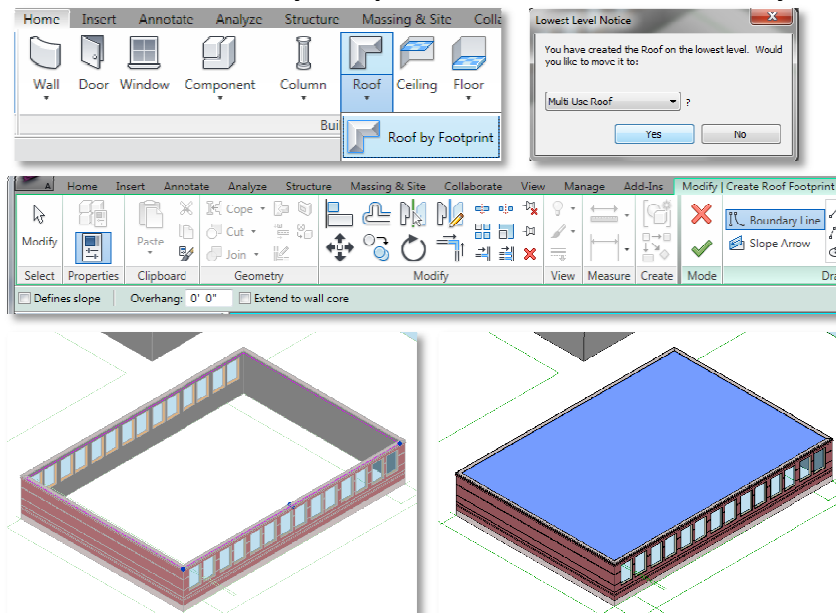 Home Insert Annotate Analyze Structure Massing & Site Colla
Wall Door Window Component Column Roof Ceiling Floor
Buil
Roof by Footprint
Lowest Level Notice
You have created the Roof on the lowest level. Would
you like to move it to:
Multi Use Roof ?
Yes No
Home Insert Annotate Analyze Structure Massing & Site Collaborate View Manage Add-Ins Modify | Create Roof Footprint
Modify Paste Cope Cut Join Boundary Line Slope Arrow
Select Properties Clipboard Geometry Modify View Measure Create Mode Dra
Defines slope Overhang: 0' 0" Extend to wall core